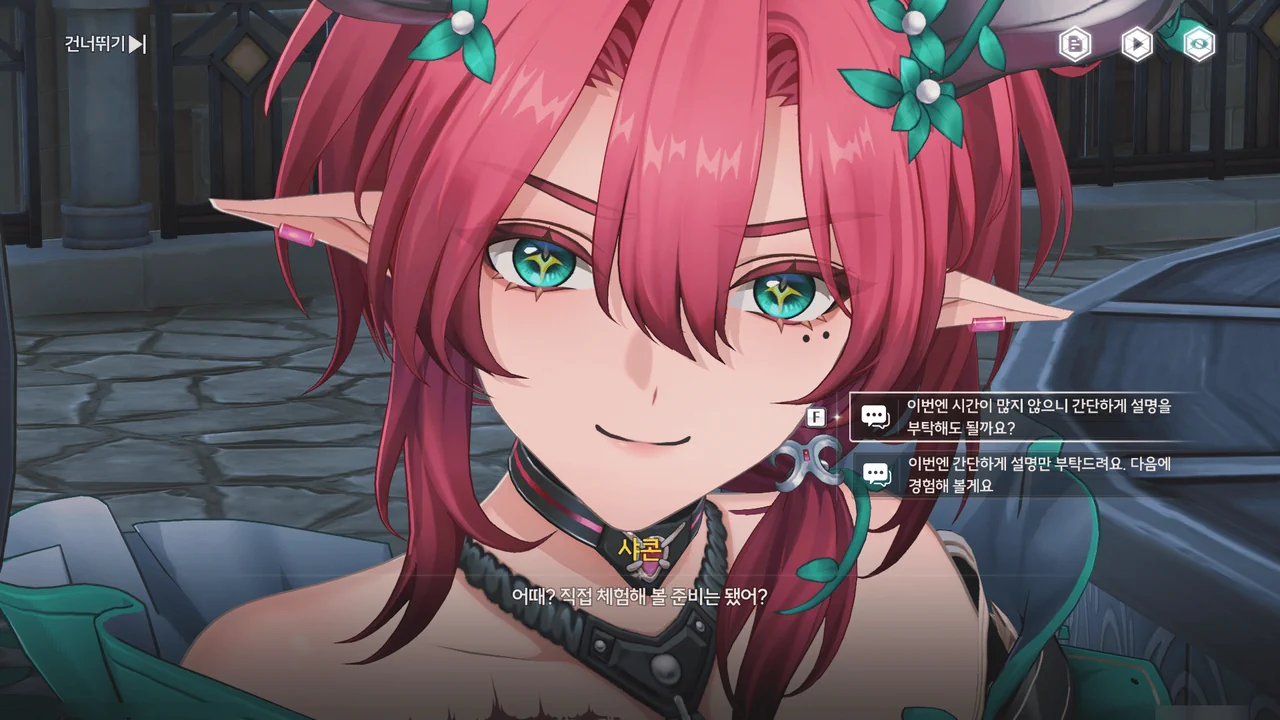 건너뛰기
이번엔 시간이 많지 않으니 간단하게 설명을
부탁해도 될까요?
F
이번엔 간단하게 설명만 부탁드려요. 다음에
경험해 볼게요
샤콘
어때? 직접 체험해 볼 준비는 됐어?